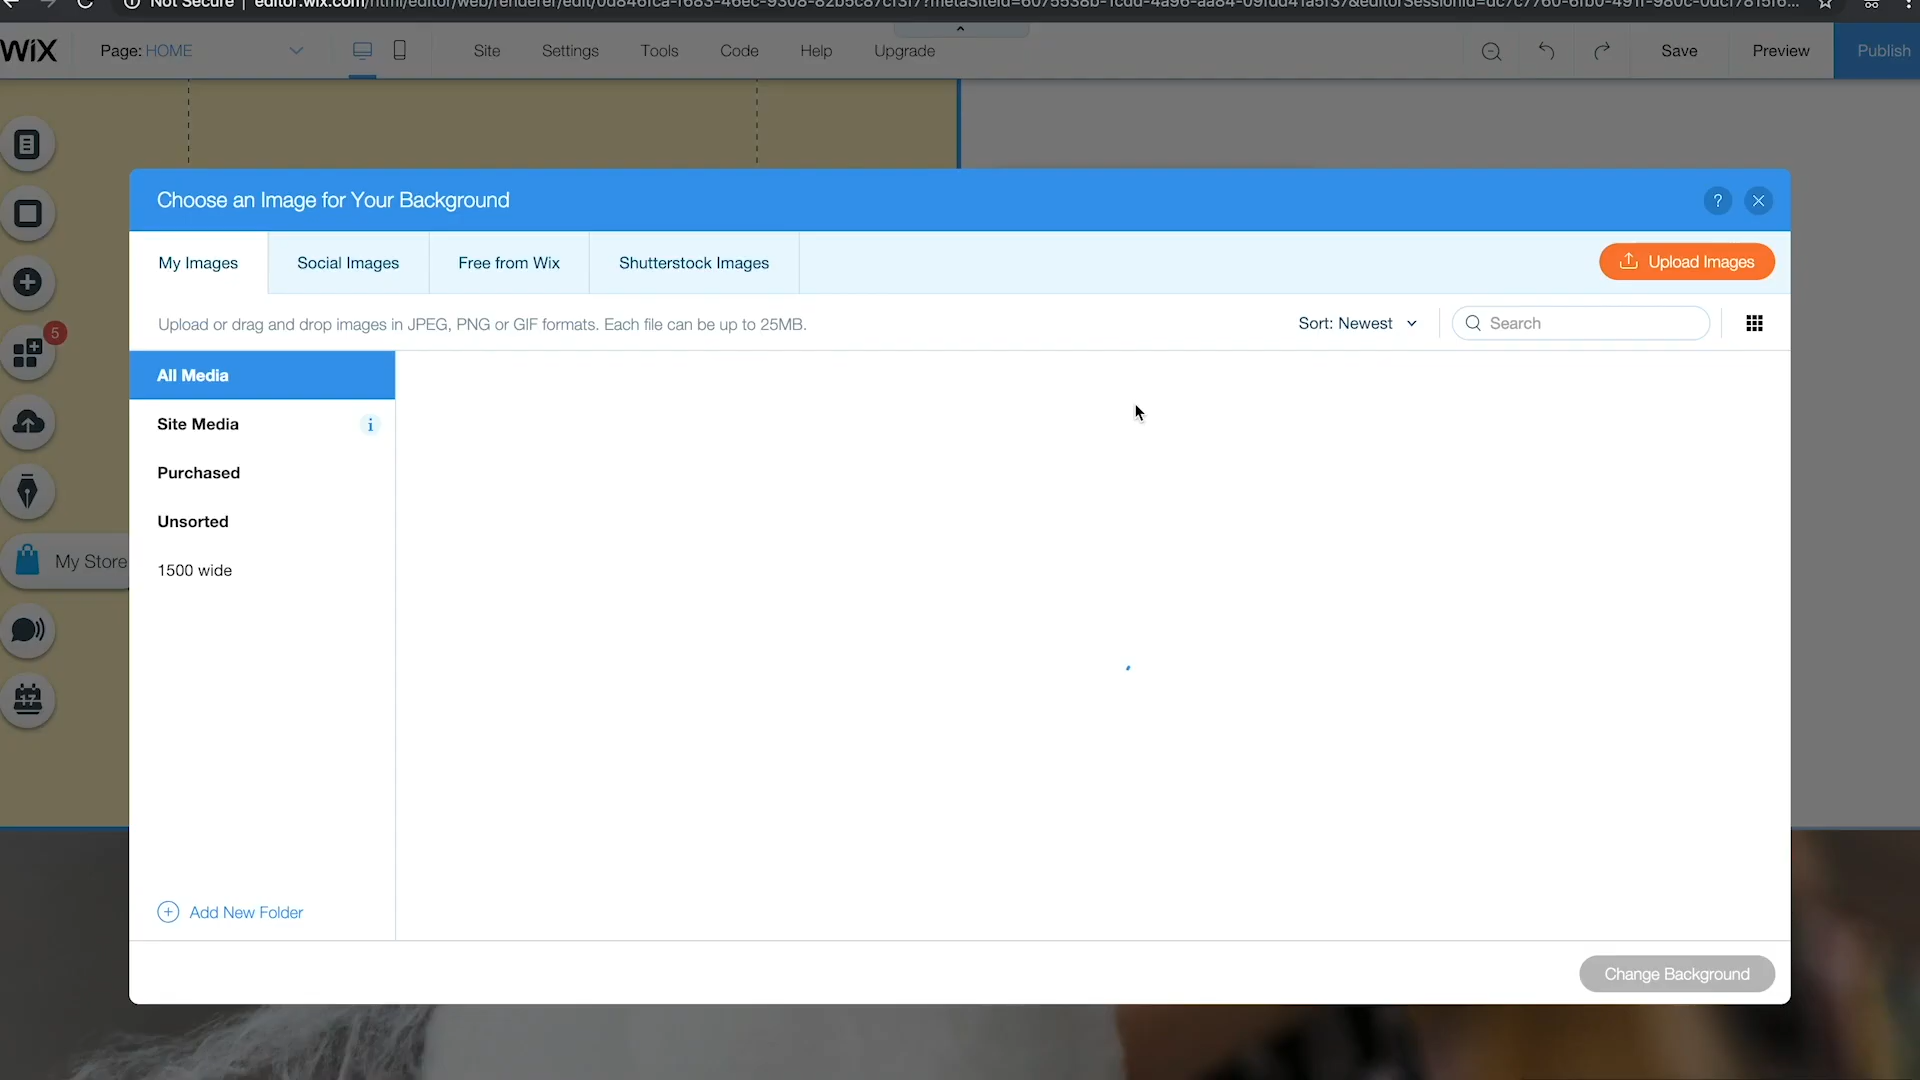 Not Secure
WiX
Page: HOME
Site
Settings
Tools
Code
Help
Upgrade
Save
Preview
Publish
Choose an Image for Your Background
?
My Images
Social Images
Free from Wix
Shutterstock Images
Upload Images
Upload or drag and drop images in JPEG, PNG or GIF formats. Each file can be up to 25MB.
Sort: Newest
Search
5
All Media
Site Media
i
Purchased
Unsorted
1500 wide
My Store
17
Add New Folder
Change Background